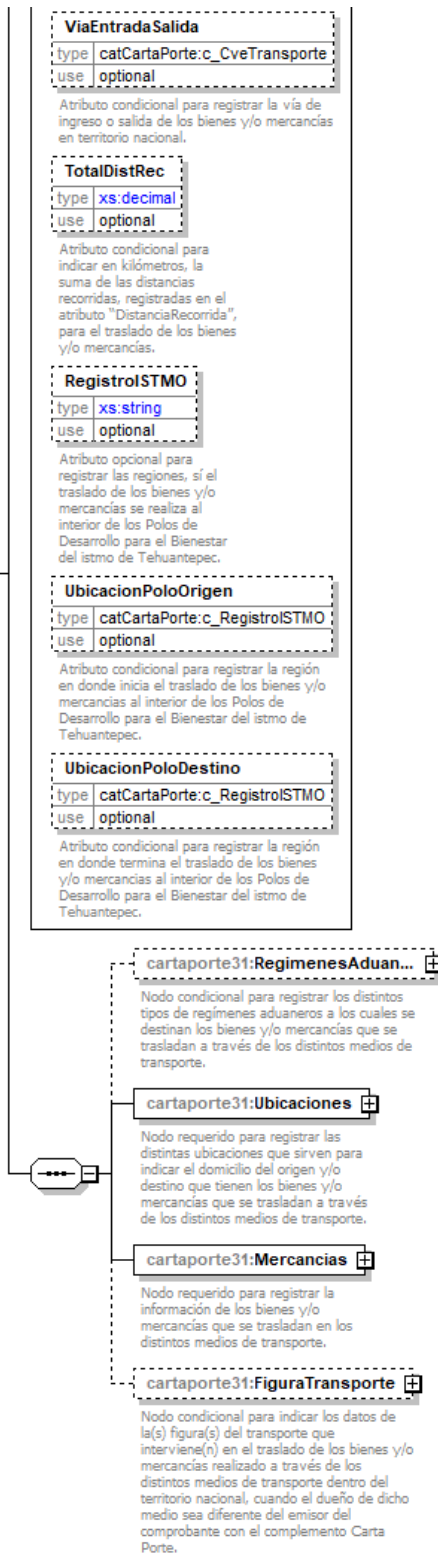 ViaEntradaSalida
type catCartaPorte:c_CveTransporte
use optional
Atributo condicional para registrar la vía de
ingreso o salida de los bienes y/o mercancías
en territorio nacional.
TotalDistRec
type xs:decimal
use optional
Atributo condicional para
indicar en kilómetros, la
suma de las distancias
recorridas, registradas en el
atributo "DistanciaRecorrida",
para el traslado de los bienes
y/o mercancías.
RegistroISTMO
type xs:string
use optional
Atributo opcional para
registrar las regiones, sí el
traslado de los bienes y/o
mercancías se realiza al
interior de los Polos de
Desarrollo para el Bienestar
del istmo de Tehuantepec.
UbicacionPoloOrigen
type catCartaPorte:c_RegistroISTMO
use optional
Atributo condicional para registrar la región
en donde inicia el traslado de los bienes y/o
mercancias al interior de los Polos de
Desarrollo para el Bienestar del istmo de
Tehuantepec.
UbicacionPoloDestino
type catCartaPorte:c_RegistroISTMO
use optional
Atributo condicional para registrar la región
en donde termina el traslado de los bienes
y/o mercancias al interior de los Polos de
Desarrollo para el Bienestar del istmo de
Tehuantepec.
cartaporte31:RegimenesAduan...
Nodo condicional para registrar los distintos
tipos de regímenes aduaneros a los cuales se
destinan los bienes y/o mercancías que se
trasladan a través de los distintos medios de
transporte.
cartaporte31:Ubicaciones
Nodo requerido para registrar las
distintas ubicaciones que sirven para
indicar el domicilio del origen y/o
destino que tienen los bienes y/o
mercancías que se trasladan a través
de los distintos medios de transporte.
cartaporte31:Mercancias
Nodo requerido para registrar la
información de los bienes y/o
mercancías que se trasladan en los
distintos medios de transporte.
cartaporte31:FiguraTransporte
Nodo condicional para indicar los datos de
la(s) figura(s) del transporte que
interviene(n) en el traslado de los bienes y/o
mercancías realizado a través de los
distintos medios de transporte dentro del
territorio nacional, cuando el dueño de dicho
medio sea diferente del emisor del
comprobante con el complemento Carta
Porte.